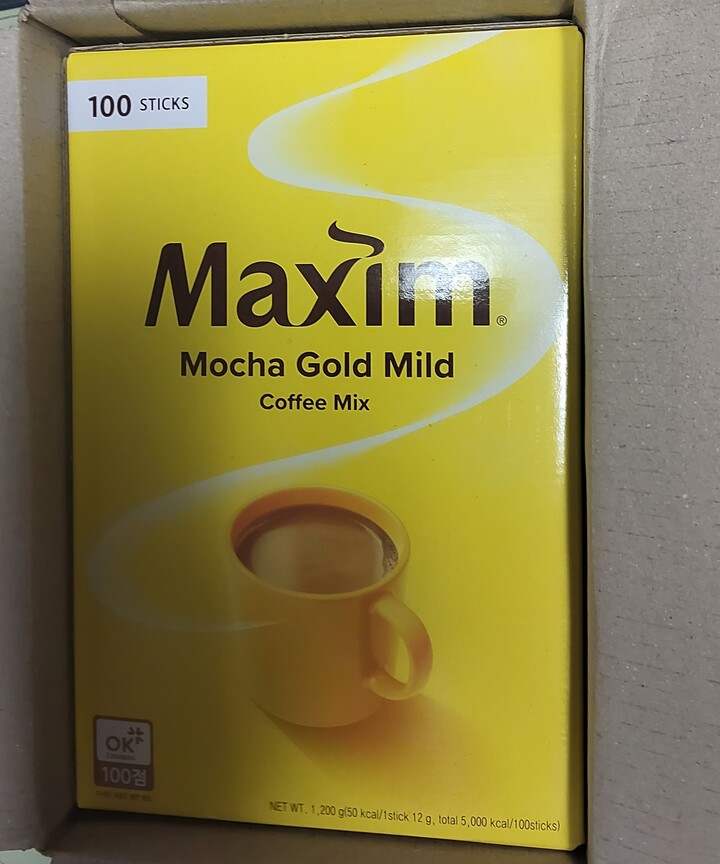 100 STICKS
Maxim®
Mocha Gold Mild
Coffee Mix
OK
100점
NET WT. 1,200 g(50 kcal/1stick 12 g, total 5,000 kcal/100sticks)